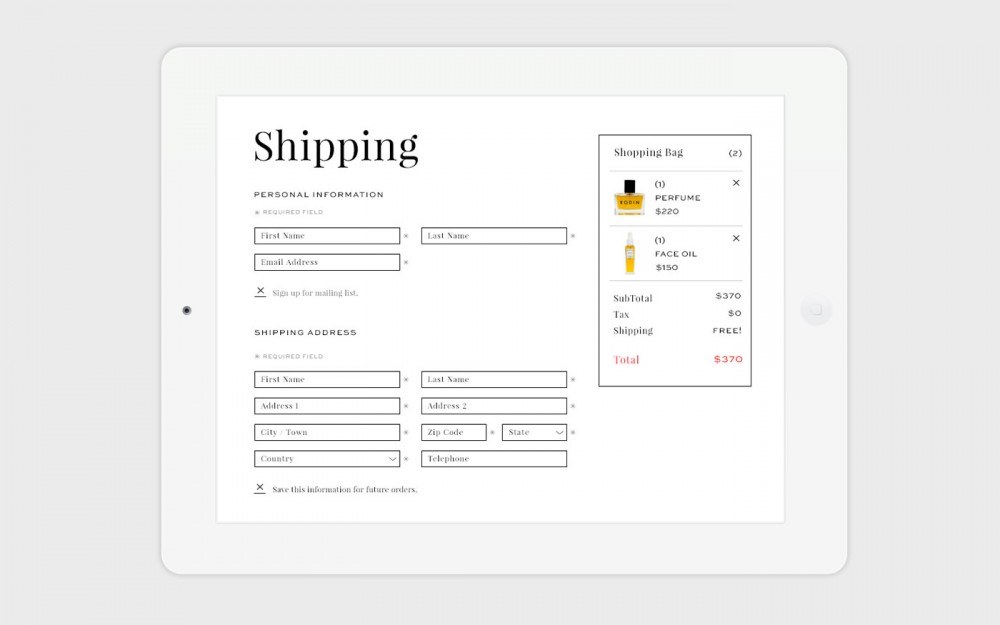 Shipping
PERSONAL INFORMATION
* REQUIRED FIELD
First Name * Last Name *
Email Address *
Sign up for mailing list.
SHIPPING ADDRESS
* REQUIRED FIELD
First Name * Last Name *
Address 1 * Address 2 *
City / Town * Zip Code * State *
Country * Telephone
Save this information for future orders.
Shopping Bag (2)
RODIN
(1)
PERFUME
$220
(1)
FACE OIL
$150
SubTotal $370
Tax $0
Shipping FREE!
Total $370